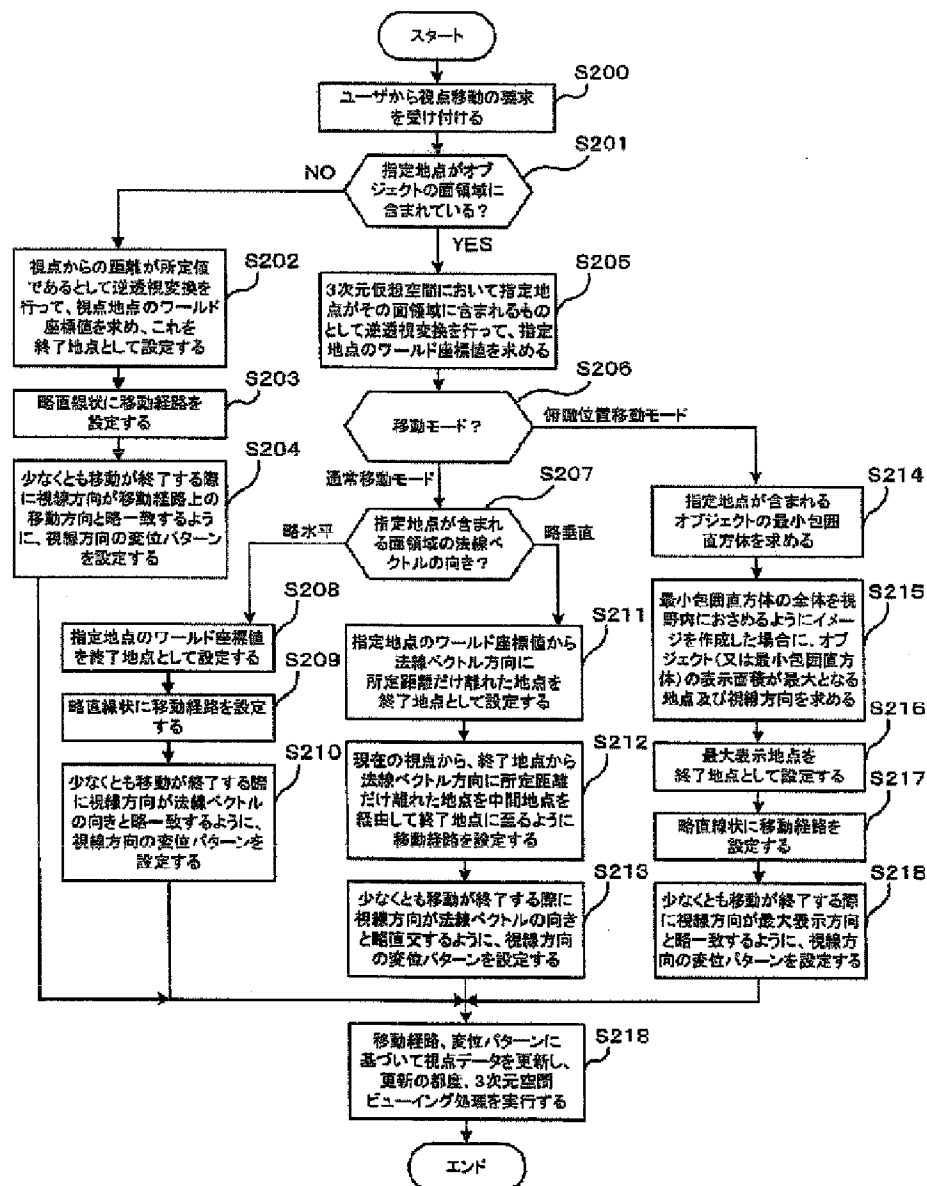 スタート
S200
ユーザから視点移動の要求
を受け付ける
S201
指定地点がオブ
ジェクトの面領域に
含まれている?
NO
YES
S202
視点からの距離が所定値
であるとして逆透視変換を
行って、視点地点のワールド
座標値を求め、これを
終了地点として設定する
S203
略直線状に移動経路を
設定する
S204
少なくとも移動が終了する際
に視線方向が移動経路上の
移動方向と略一致するよう
に、視線方向の変位パターン
を設定する
S205
3次元仮想空間において指定地
点がその面領域に含まれるもの
として逆透視変換を行って、指定
地点のワールド座標値を求める
S206
移動モード?
俯瞰位置移動モード
通常移動モード
S207
指定地点が含まれ
る面領域の法線ベ
クトルの向き?
略水平
略垂直
S208
指定地点のワールド座標値
を終了地点として設定する
S209
略直線状に移動経路を設定
する
S210
少なくとも移動が終了する際
に視線方向が法線ベクトル
の向きと略一致するように、
視線方向の変位パターンを
設定する
S211
指定地点のワールド座標値から
法線ベクトル方向に
所定距離だけ離れた地点を
終了地点として設定する
S212
現在の視点から、終了地点から
法線ベクトル方向に所定距離
だけ離れた地点を中間地点を
経由して終了地点に至るように
移動経路を設定する
S213
少なくとも移動が終了する際に
視線方向が法線ベクトルの向き
と略直交するように、視線方向
の変位パターンを設定する
S214
指定地点が含まれる
オブジェクトの最小包囲
直方体を求める
S215
最小包囲直方体の全体を視
野内におさめるようにイメー
ジを作成した場合に、オブジ
ェクト(又は最小包囲直方
体)の表示面積が最大となる
地点及び視線方向を求める
S216
最大表示地点を
終了地点として設定する
S217
略直線状に移動経路を
設定する
S218
少なくとも移動が終了する際
に視線方向が最大表示方向
と略一致するように、視線方
向の変位パターンを設定する
S218
移動経路、変位パターンに
基づいて視点データを更新し、
更新の都度、3次元空間
ビューイング処理を実行する
エンド